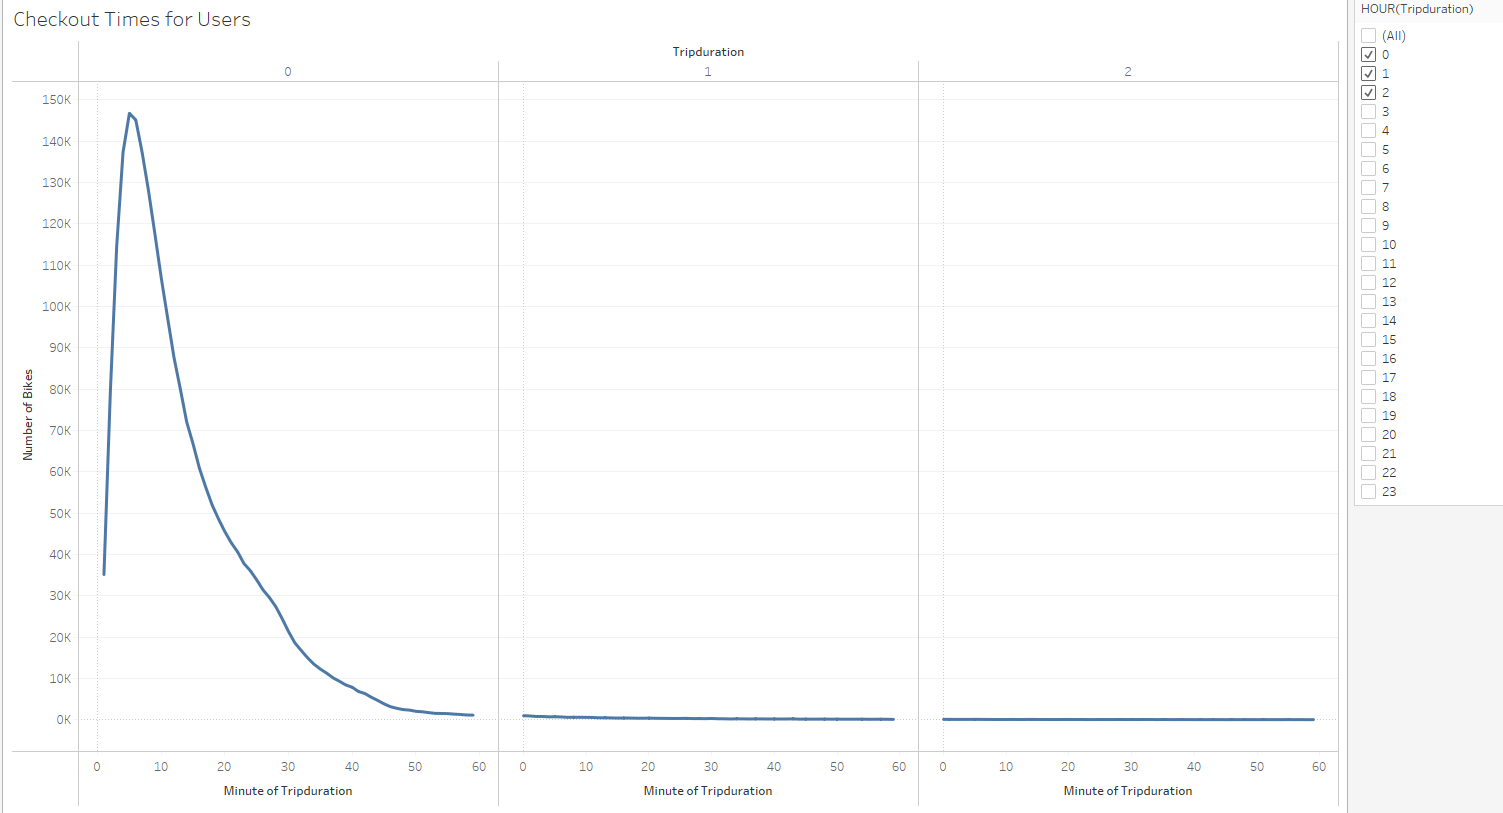 Checkout Times for Users
Tripduration
0 1 2
150K
140K
130K
120K
110K
100K
90K
80K
70K
60K
50K
40K
30K
20K
10K
0K
Number of Bikes
0 10 20 30 40 50 60 0 10 20 30 40 50 60 0 10 20 30 40 50 60
Minute of Tripduration Minute of Tripduration Minute of Tripduration
HOUR(Tripduration)
(All)
0
1
2
3
4
5
6
7
8
9
10
11
12
13
14
15
16
17
18
19
20
21
22
23